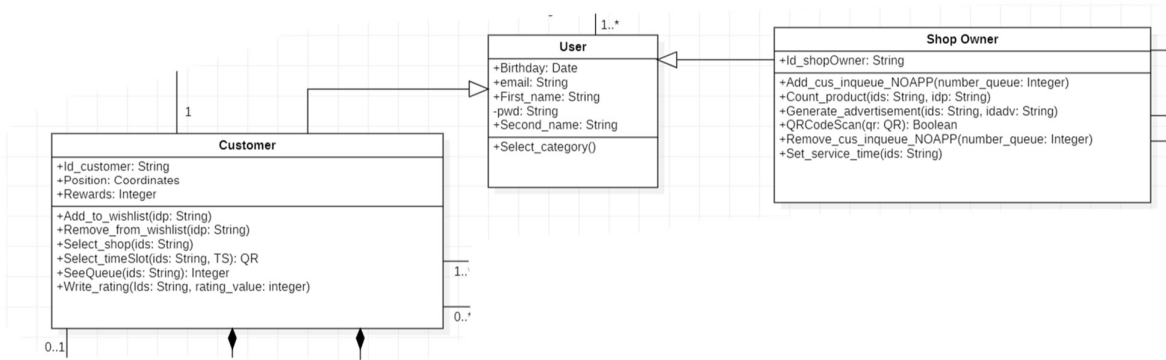 1..*
User
+Birthday: Date
+email: String
+First_name: String
-pwd: String
+Second_name: String
+Select_category()
Shop Owner
+Id_shopOwner: String
+Add_cus_inqueue_NOAPP(number_queue: Integer)
+Count_product(ids: String, idp: String)
+Generate_advertisement(ids: String, idadv: String)
+QRCodeScan(qr: QR): Boolean
+Remove_cus_inqueue_NOAPP(number_queue: Integer)
+Set_service_time(ids: String)
1
Customer
+Id_customer: String
+Position: Coordinates
+Rewards: Integer
+Add_to_wishlist(idp: String)
+Remove_from_wishlist(idp: String)
+Select_shop(ids: String)
+Select_timeSlot(ids: String, TS): QR
+SeeQueue(ids: String): Integer
+Write_rating(Ids: String, rating_value: integer)
1..
0..*
0..1